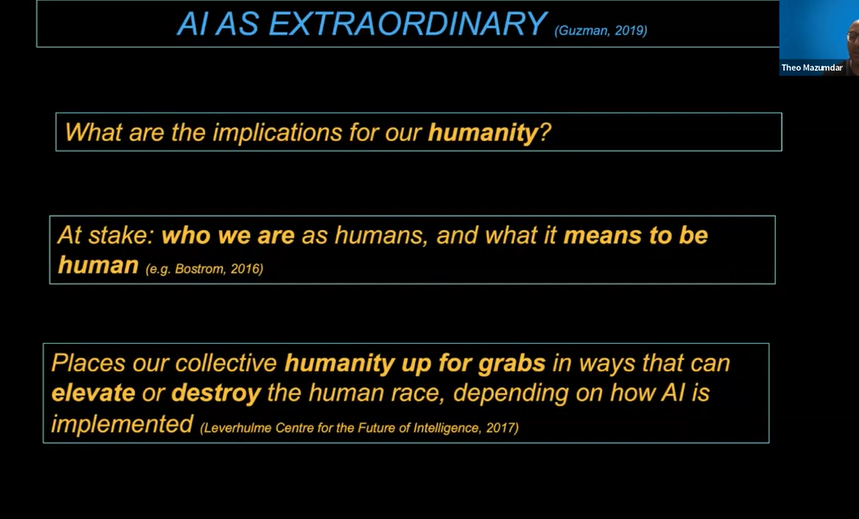 AI AS EXTRAORDINARY (Guzman, 2019)
Theo Mazumdar
What are the implications for our humanity?
At stake: who we are as humans, and what it means to be
human (e.g. Bostrom, 2016)
Places our collective humanity up for grabs in ways that can
elevate or destroy the human race, depending on how AI is
implemented (Leverhulme Centre for the Future of Intelligence, 2017)